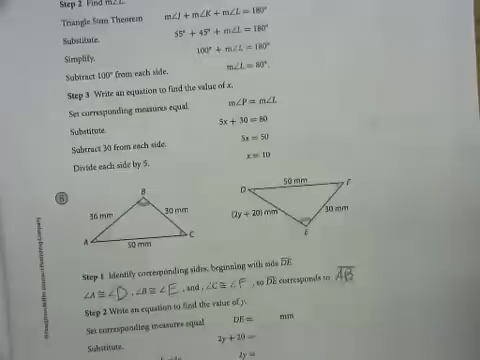 Step 2 Find m∠L.
Triangle Sum Theorem m∠J + m∠K + m∠L = 180°
Substitute. 55° + 45° + m∠L = 180°
Simplify. 100° + m∠L = 180°
Subtract 100° from each side. m∠L = 80°.
Step 3 Write an equation to find the value of x.
Set corresponding measures equal m∠P = m∠L
Substitute. 5x + 30 = 80
Subtract 30 from each side. 5x = 50
Divide each side by 5. x = 10
B
B
36 mm
30 mm
A
C
50 mm
D
50 mm
F
(2y + 20) mm
30 mm
E
Step 1 Identify corresponding sides, beginning with side DE
∠A ≅ ∠D, ∠B ≅ ∠E, and, ∠C ≅ ∠F, so DE corresponds to AB
Step 2 Write an equation to find the value of y.
Set corresponding measures equal DE = mm
Substitute. 2y + 20 =
2y =